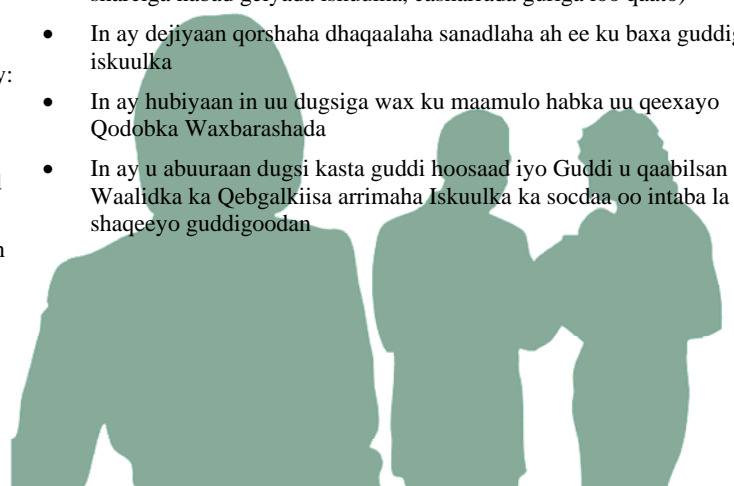 In ay dejiyaan qorshaha dhaqaalaha sanadlaha ah ee ku baxa
iskuulka
y:
• In ay hubiyaan in uu dugsiga wax ku maamulo habka uu qeexayo
Qodobka Waxbarashada
• In ay u abuuraan dugsi kasta guddi hoosaad iyo Guddi u qaabilsan
Waalidka ka Qebgalkiisa arrimaha Iskuulka ka socdaa oo intaba la
shaqeeyo guddigoodan